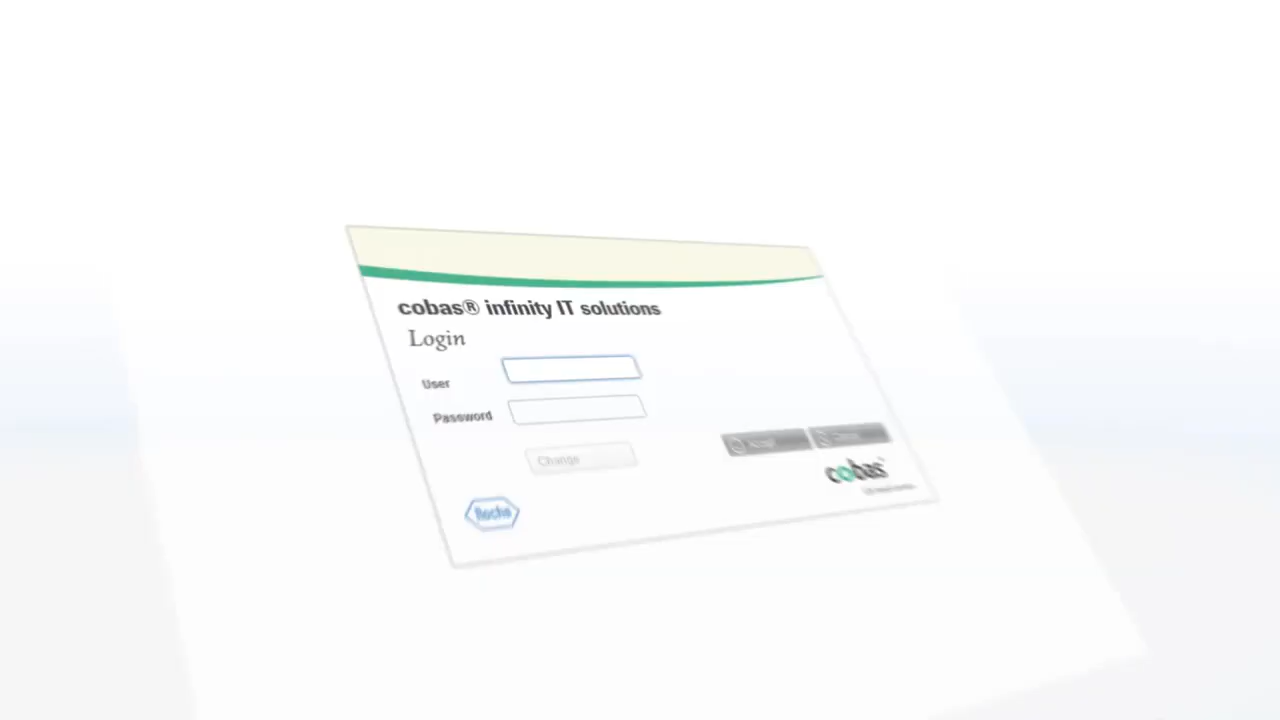 cobas® infinity IT solutions
Login
User
Password
Change
Roche
cobas